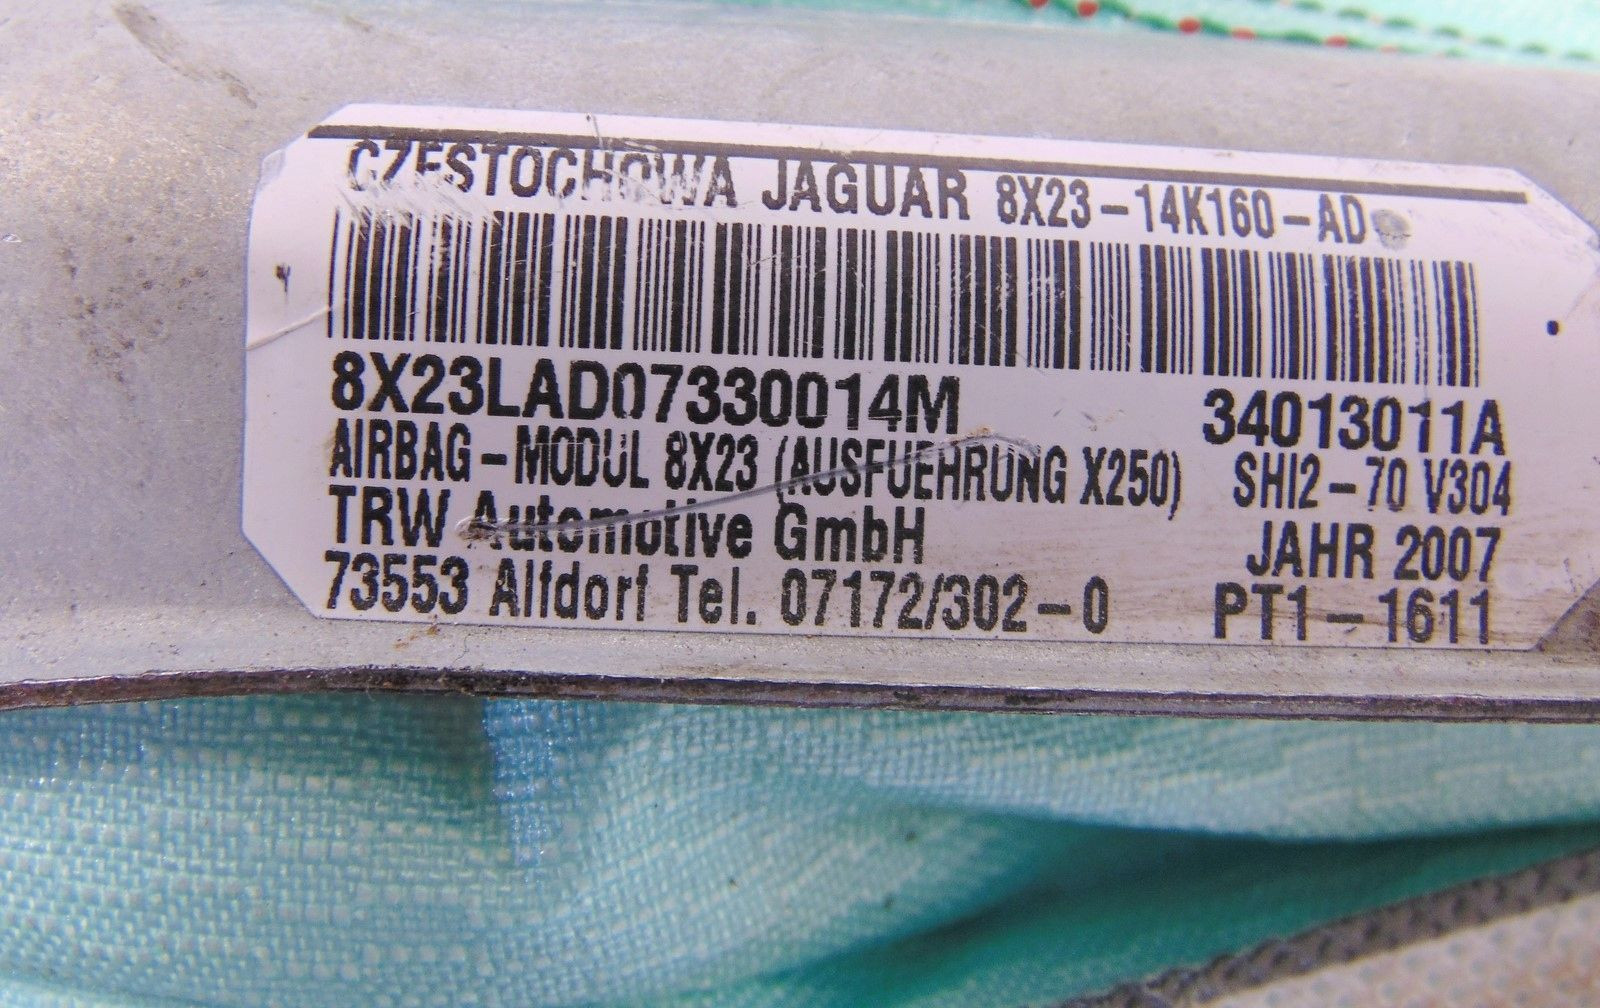 CZESTOCHOWA JAGUAR 8X23-14K160-AD
8X23LAD07330014M 34013011A
AIRBAG-MODUL 8X23 (AUSFUEHRUNG X250) SHI2-70 V304
TRW Automotive GmbH JAHR 2007
73553 Alfdorf Tel. 07172/302-0 PT1-1611